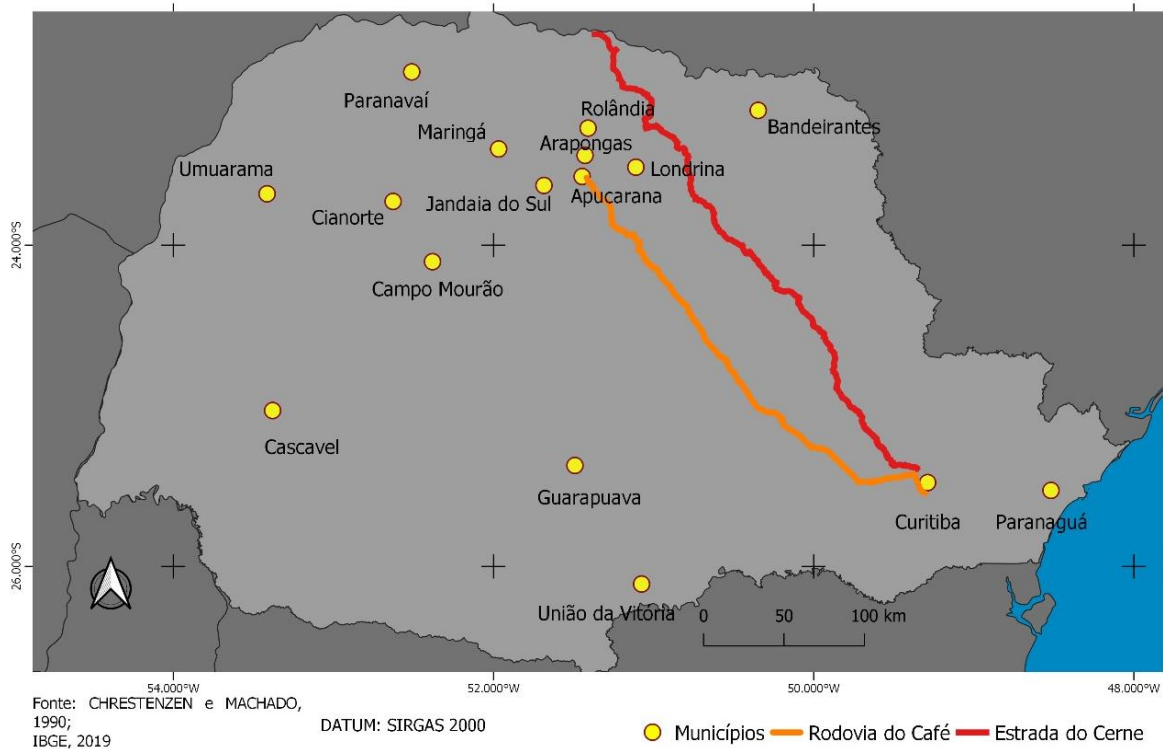 Paranavaí
Rolândia
Bandeirantes
Maringá
Arapongas
Umuarama
Londrina
Cianorte
Jandaia do Sul
Apucarana
24.000°S
Campo Mourão
Cascavel
Guarapuava
Curitiba
Paranaguá
26.000°S
União da Vitória
0 50 100 km
54.000°W 52.000°W 50.000°W 48.000°W
Fonte: CHRESTENZEN e MACHADO,
1990;
IBGE, 2019
DATUM: SIRGAS 2000
Municípios Rodovia do Café Estrada do Cerne